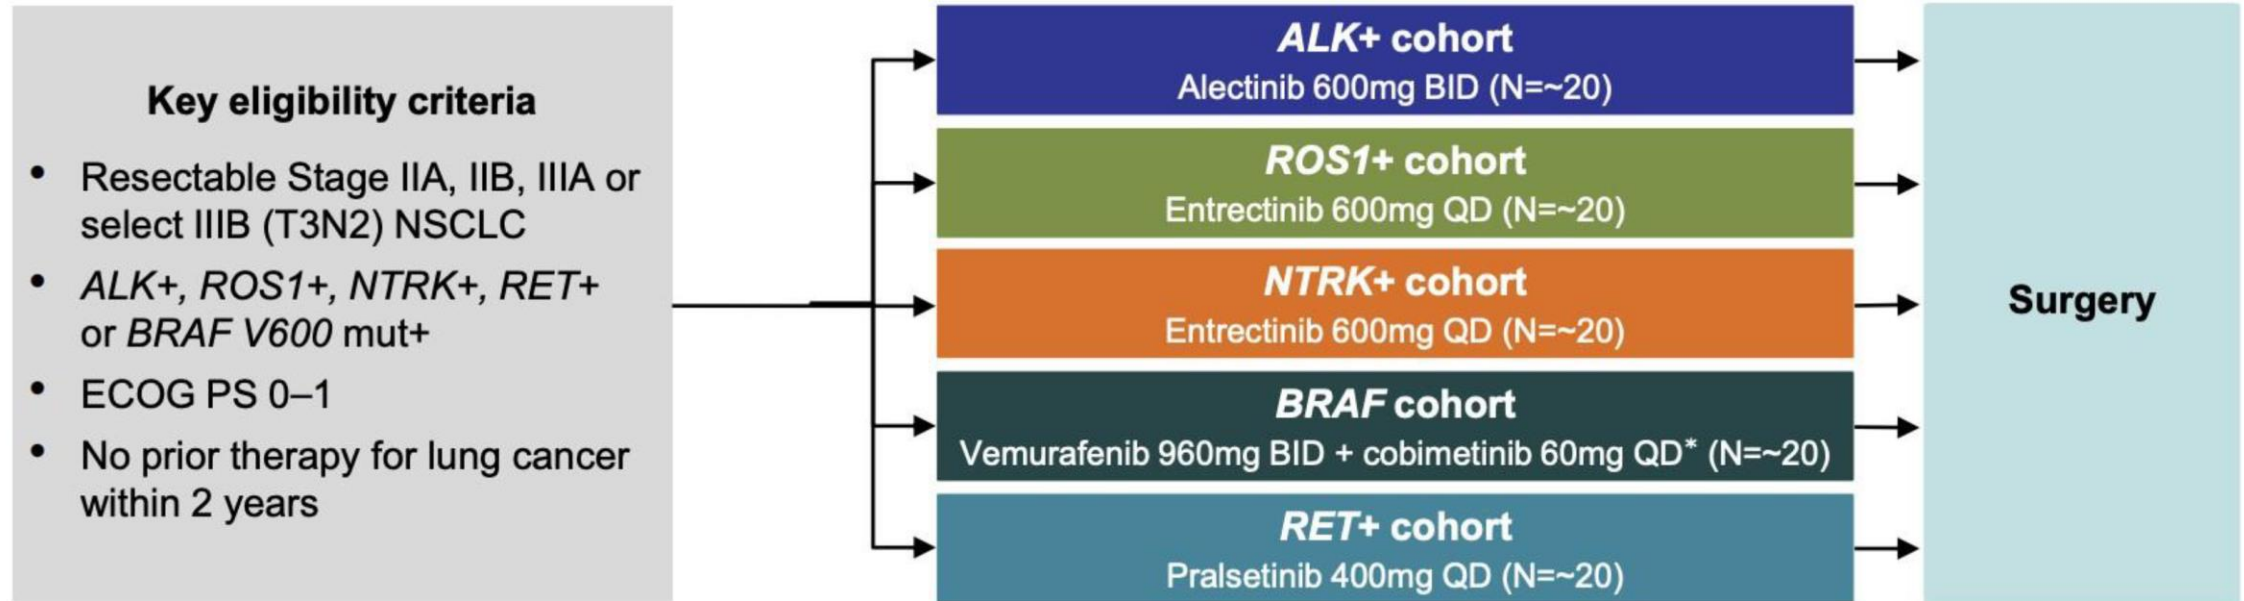 Key eligibility criteria
• Resectable Stage IIA, IIB, IIIA or
select IIIB (T3N2) NSCLC
• ALK+, ROS1+, NTRK+, RET+
or BRAF V600 mut+
• ECOG PS 0–1
• No prior therapy for lung cancer
within 2 years
ALK+ cohort
Alectinib 600mg BID (N=~20)
ROS1+ cohort
Entrectinib 600mg QD (N=~20)
NTRK+ cohort
Entrectinib 600mg QD (N=~20)
BRAF cohort
Vemurafenib 960mg BID + cobimetinib 60mg QD* (N=~20)
RET+ cohort
Pralsetinib 400mg QD (N=~20)
Surgery